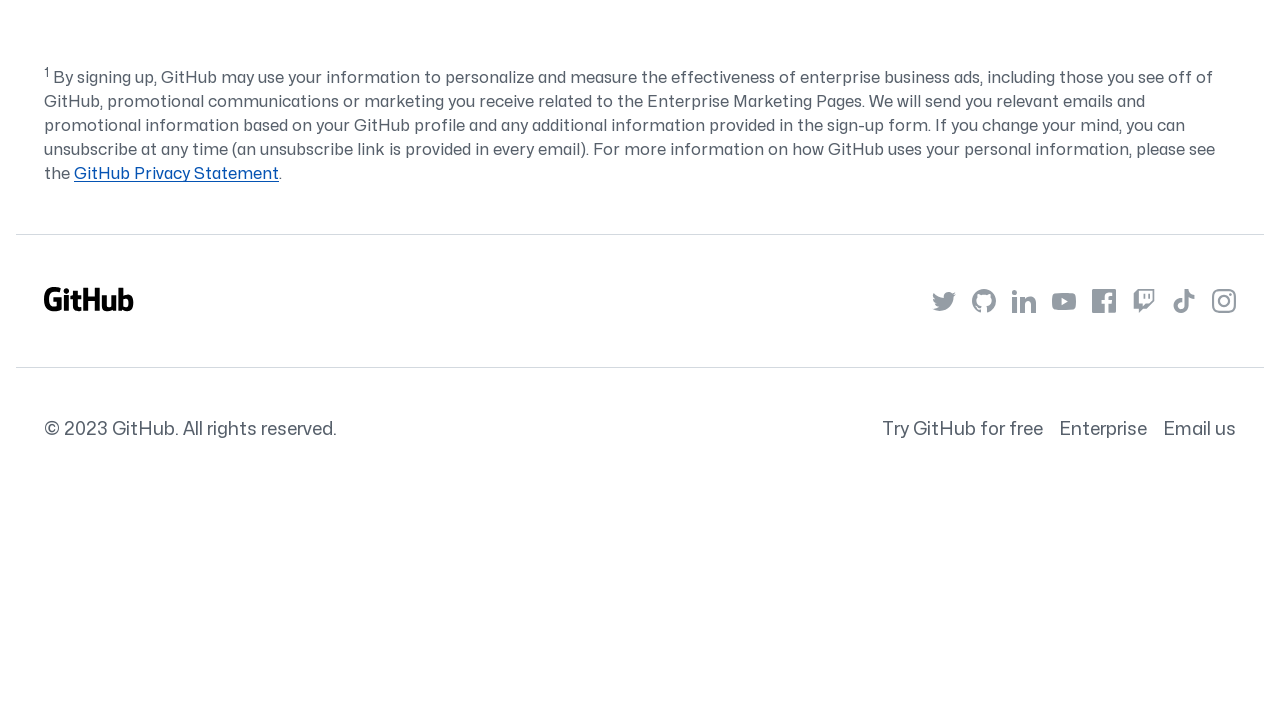 1 By signing up, GitHub may use your information to personalize and measure the effectiveness of enterprise business ads, including those you see off of
GitHub, promotional communications or marketing you receive related to the Enterprise Marketing Pages. We will send you relevant emails and
promotional information based on your GitHub profile and any additional information provided in the sign-up form. If you change your mind, you can
unsubscribe at any time (an unsubscribe link is provided in every email). For more information on how GitHub uses your personal information, please see
the GitHub Privacy Statement.
GitHub
© 2023 GitHub. All rights reserved.
Try GitHub for free Enterprise Email us